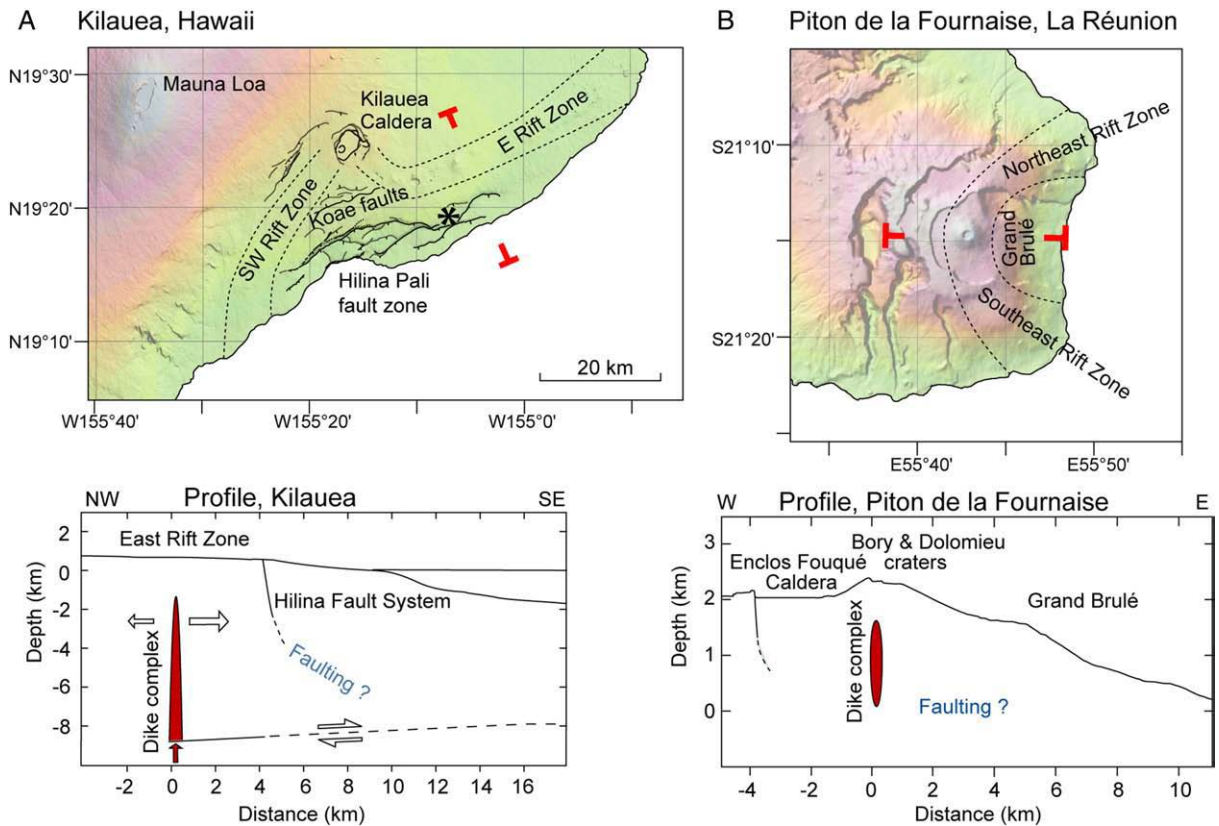 A Kilauea, Hawaii
N19°30'
N19°20'
N19°10'
Mauna Loa
Kilauea
Caldera
E Rift Zone
SW Rift Zone
Koae faults
*
Hilina Pali
fault zone
20 km
W155°40' W155°20' W155°0'
B Piton de la Fournaise, La Réunion
S21°10'
S21°20'
Northeast Rift Zone
Grand
Brulé
Southeast Rift Zone
E55°40' E55°50'
NW Profile, Kilauea SE
East Rift Zone
Hilina Fault System
Dike complex
Faulting ?
Depth (km)
2
0
-2
-4
-6
-8
-2 0 2 4 6 8 10 12 14 16
Distance (km)
W Profile, Piton de la Fournaise E
Bory & Dolomieu
craters
Enclos Fouqué
Caldera
Grand Brulé
Dike complex
Faulting ?
Depth (km)
3
2
1
0
-4 -2 0 2 4 6 8 10
Distance (km)